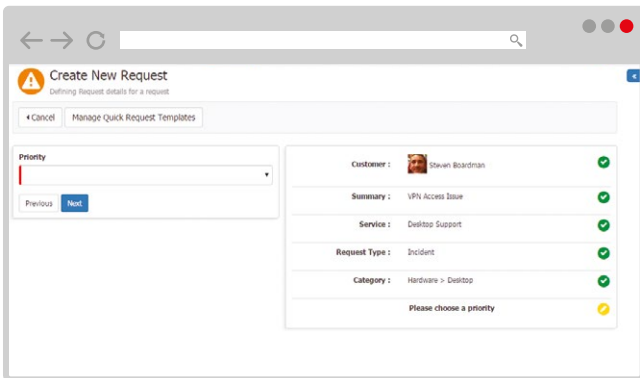 Create New Request
Defining Request details for a request
Cancel Manage Quick Request Templates
Priority
Previous Next
Customer : Steven Boardman
Summary : VPN Access Issue
Service : Desktop Support
Request Type : Incident
Category : Hardware > Desktop
Please choose a priority